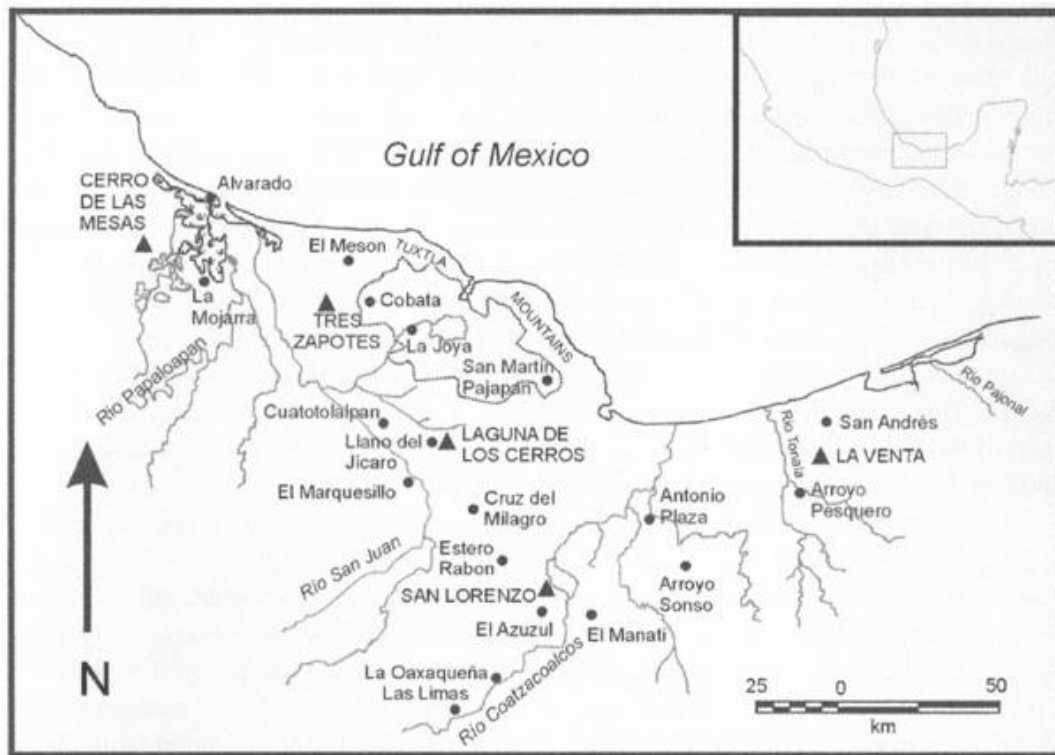 Gulf of Mexico
CERRO
DE LAS
MESAS
Alvarado
El Meson
TUXTLA
MOUNTAINS
La
Mojarra
Cobata
TRES
ZAPOTES
La Joya
San Martin
Pajapan
Rio Papaloapan
Rio Pajonal
Cuatotolalpan
Llano del
Jicaro
LAGUNA DE
LOS CERROS
Rio Tonala
San Andrés
LA VENTA
El Marquesillo
Cruz del
Milagro
Antonio
Plaza
Arroyo
Pesquero
Rio San Juan
Estero
Rabon
SAN LORENZO
Arroyo
Sonso
El Azuzul
El Manati
La Oaxaqueña
Las Limas
Rio Coatzacoalcos
N
25 0 50
km